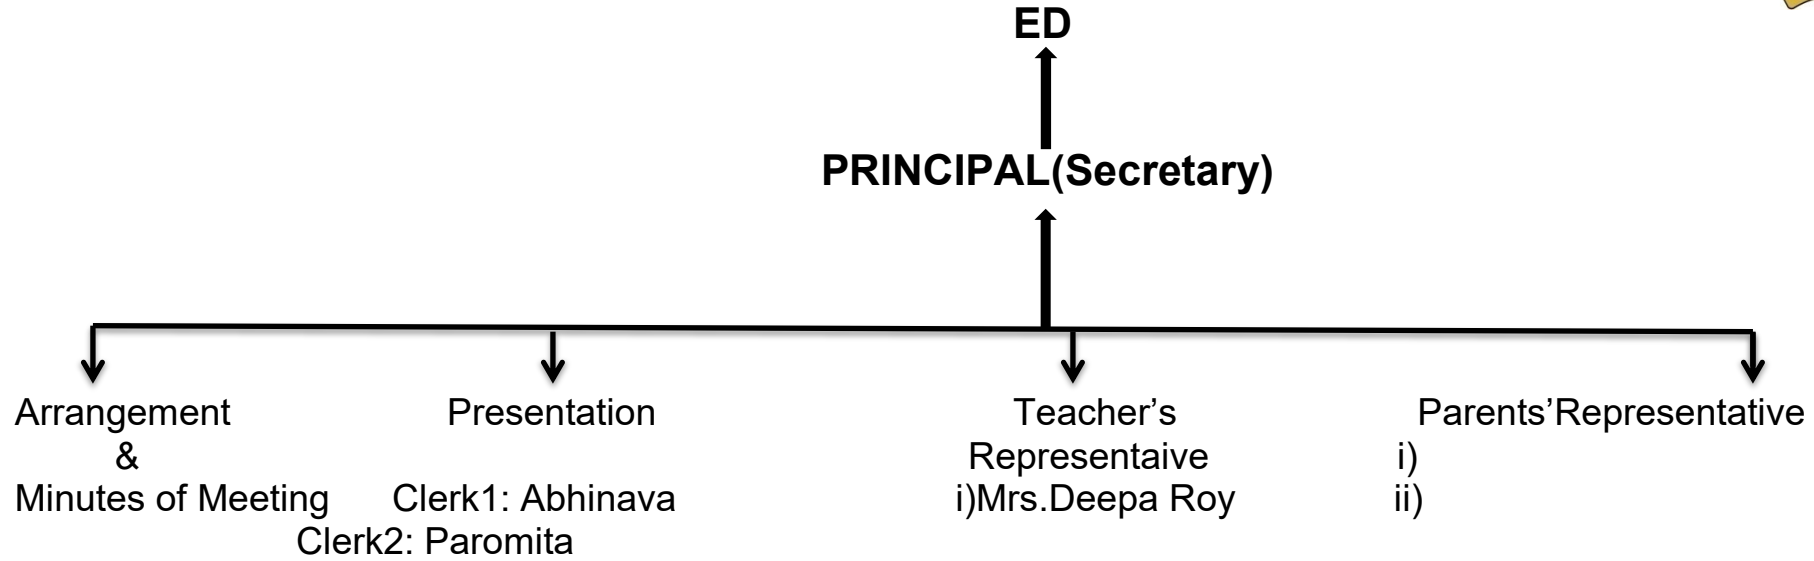 ED
PRINCIPAL(Secretary)
Arrangement
&
Minutes of Meeting
Presentation
Clerk1: Abhinava
Clerk2: Paromita
Teacher’s
Representaive
i)Mrs.Deepa Roy
Parents’Representative
i)
ii)